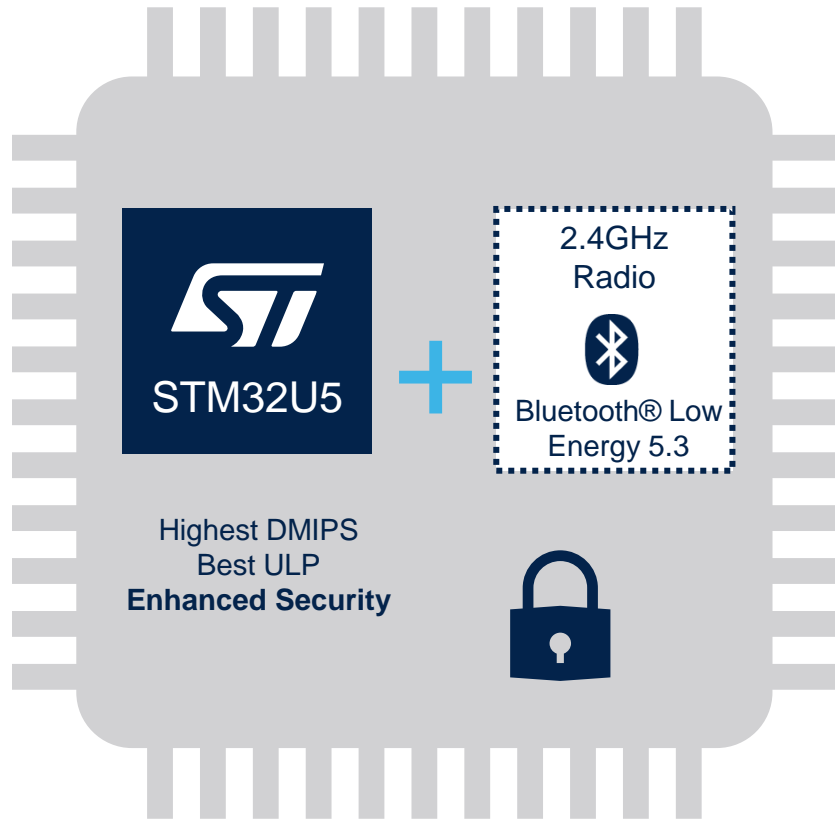 STM32U5
2.4GHz
Radio
Bluetooth® Low
Energy 5.3
Highest DMIPS
Best ULP
Enhanced Security